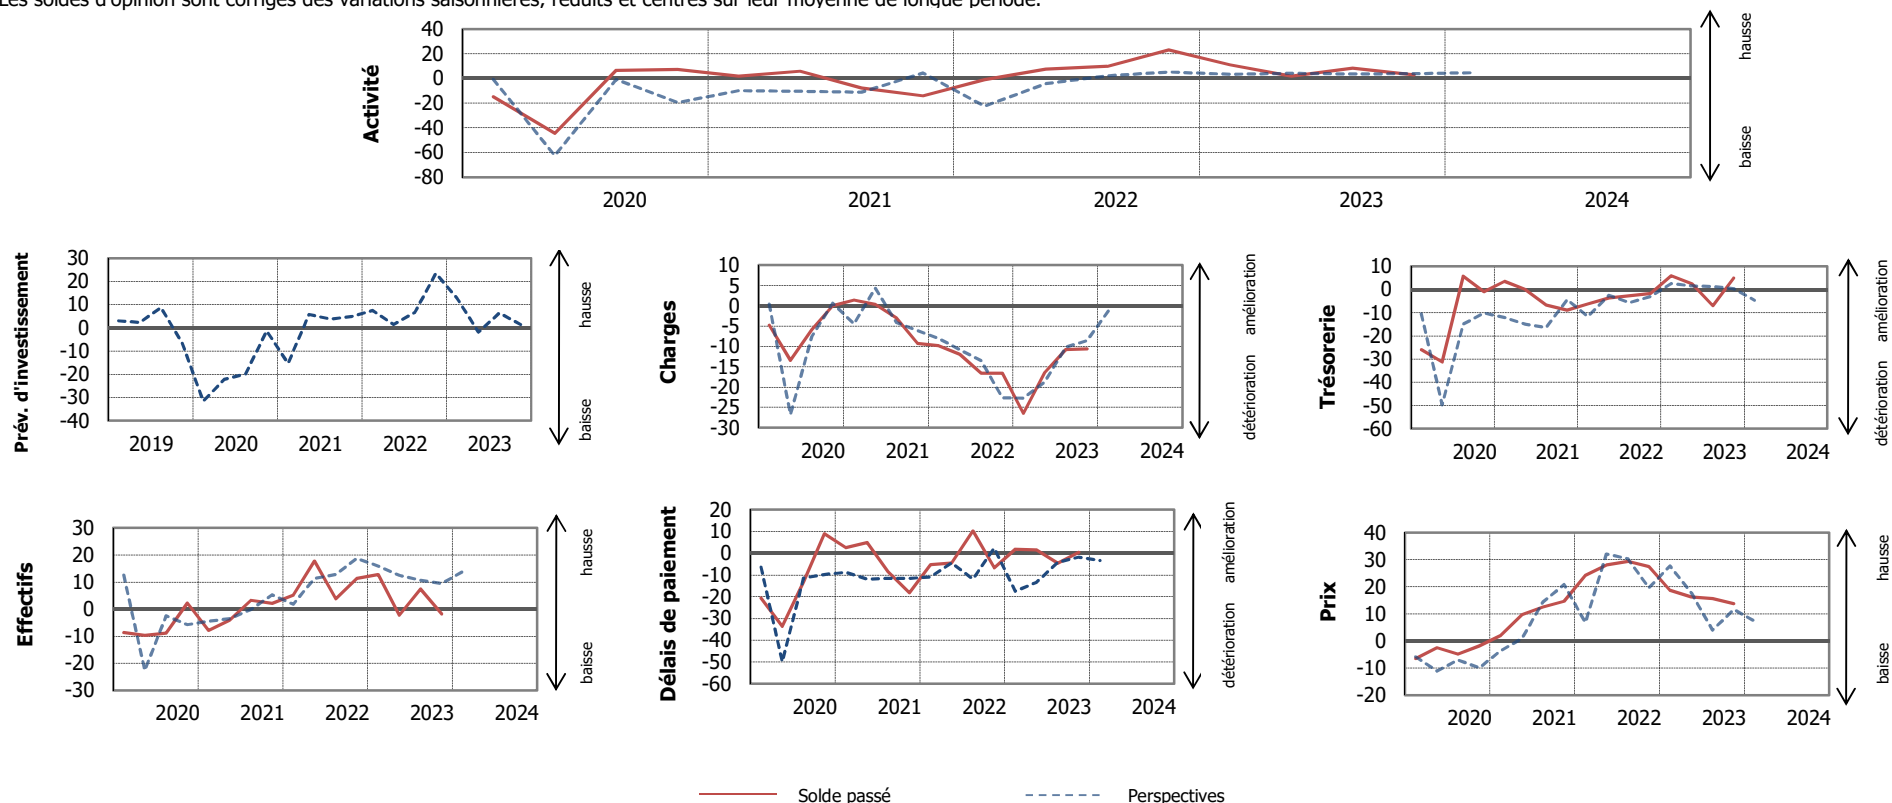 Les soldes d'opinion sont corrigés des variations saisonnières, réduits et centrés sur leur moyenne de longue période.
Activité
40
20
0
-20
-40
-60
-80
2020 2021 2022 2023 2024
hausse
baisse
Prév. d'investissement
30
20
10
0
-10
-20
-30
-40
2019 2020 2021 2022 2023
hausse
baisse
Charges
10
5
0
-5
-10
-15
-20
-25
-30
2020 2021 2022 2023 2024
amélioration
détérioration
Trésorerie
10
0
-10
-20
-30
-40
-50
-60
2020 2021 2022 2023 2024
amélioration
détérioration
Effectifs
30
20
10
0
-10
-20
-30
2020 2021 2022 2023 2024
hausse
baisse
Délais de paiement
20
10
0
-10
-20
-30
-40
-50
-60
2020 2021 2022 2023 2024
amélioration
détérioration
Prix
40
30
20
10
0
-10
-20
2020 2021 2022 2023 2024
hausse
baisse
Solde passé
Perspectives